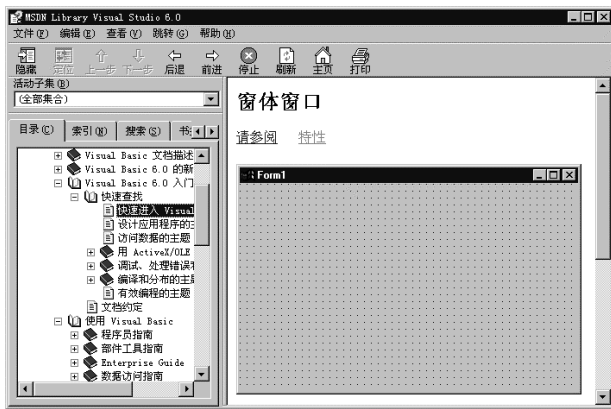 MSDN Library Visual Studio 6.0
文件(F) 编辑(E) 查看(V) 跳转(G) 帮助(H)
隐藏 定位 上一步 下一步 后退 前进 停止 刷新 主页 打印
活动子集(B)
(全部集合)
目录(C) 索引(N) 搜索(S) 书
Visual Basic 文档描述
Visual Basic 6.0 的新
Visual Basic 6.0 入门
快速查找
快速进入 Visual
设计应用程序的主
访问数据的主题
用 ActiveX/OLE
调试、处理错误和
编译和分布的主题
有效编程的主题
文档约定
使用 Visual Basic
程序员指南
部件工具指南
Enterprise Guide
数据访问指南
窗体窗口
请参阅 特性
Form1